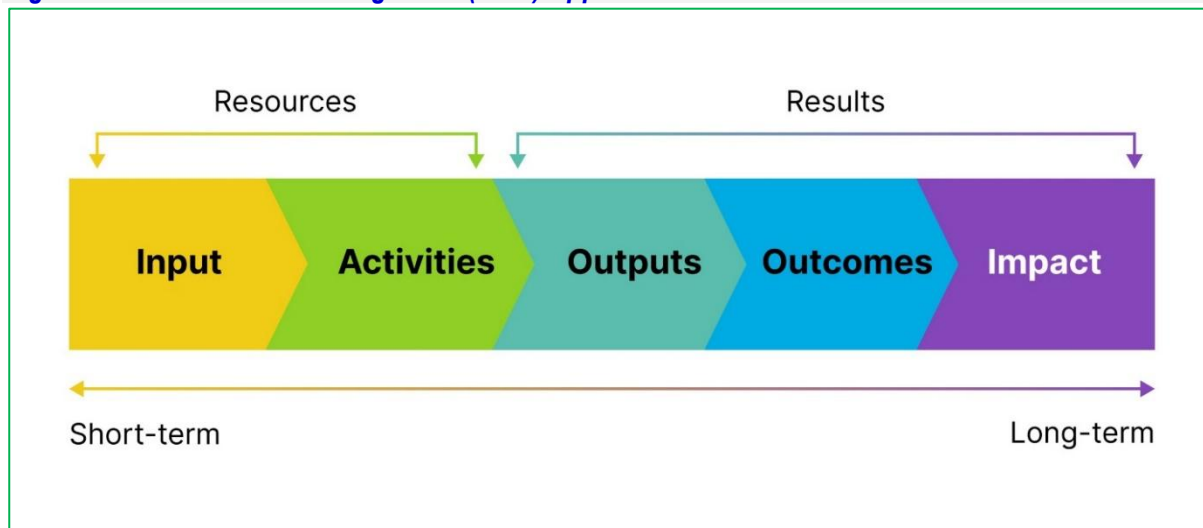 Resources
Results
Input
Activities
Outputs
Outcomes
Impact
Short-term
Long-term